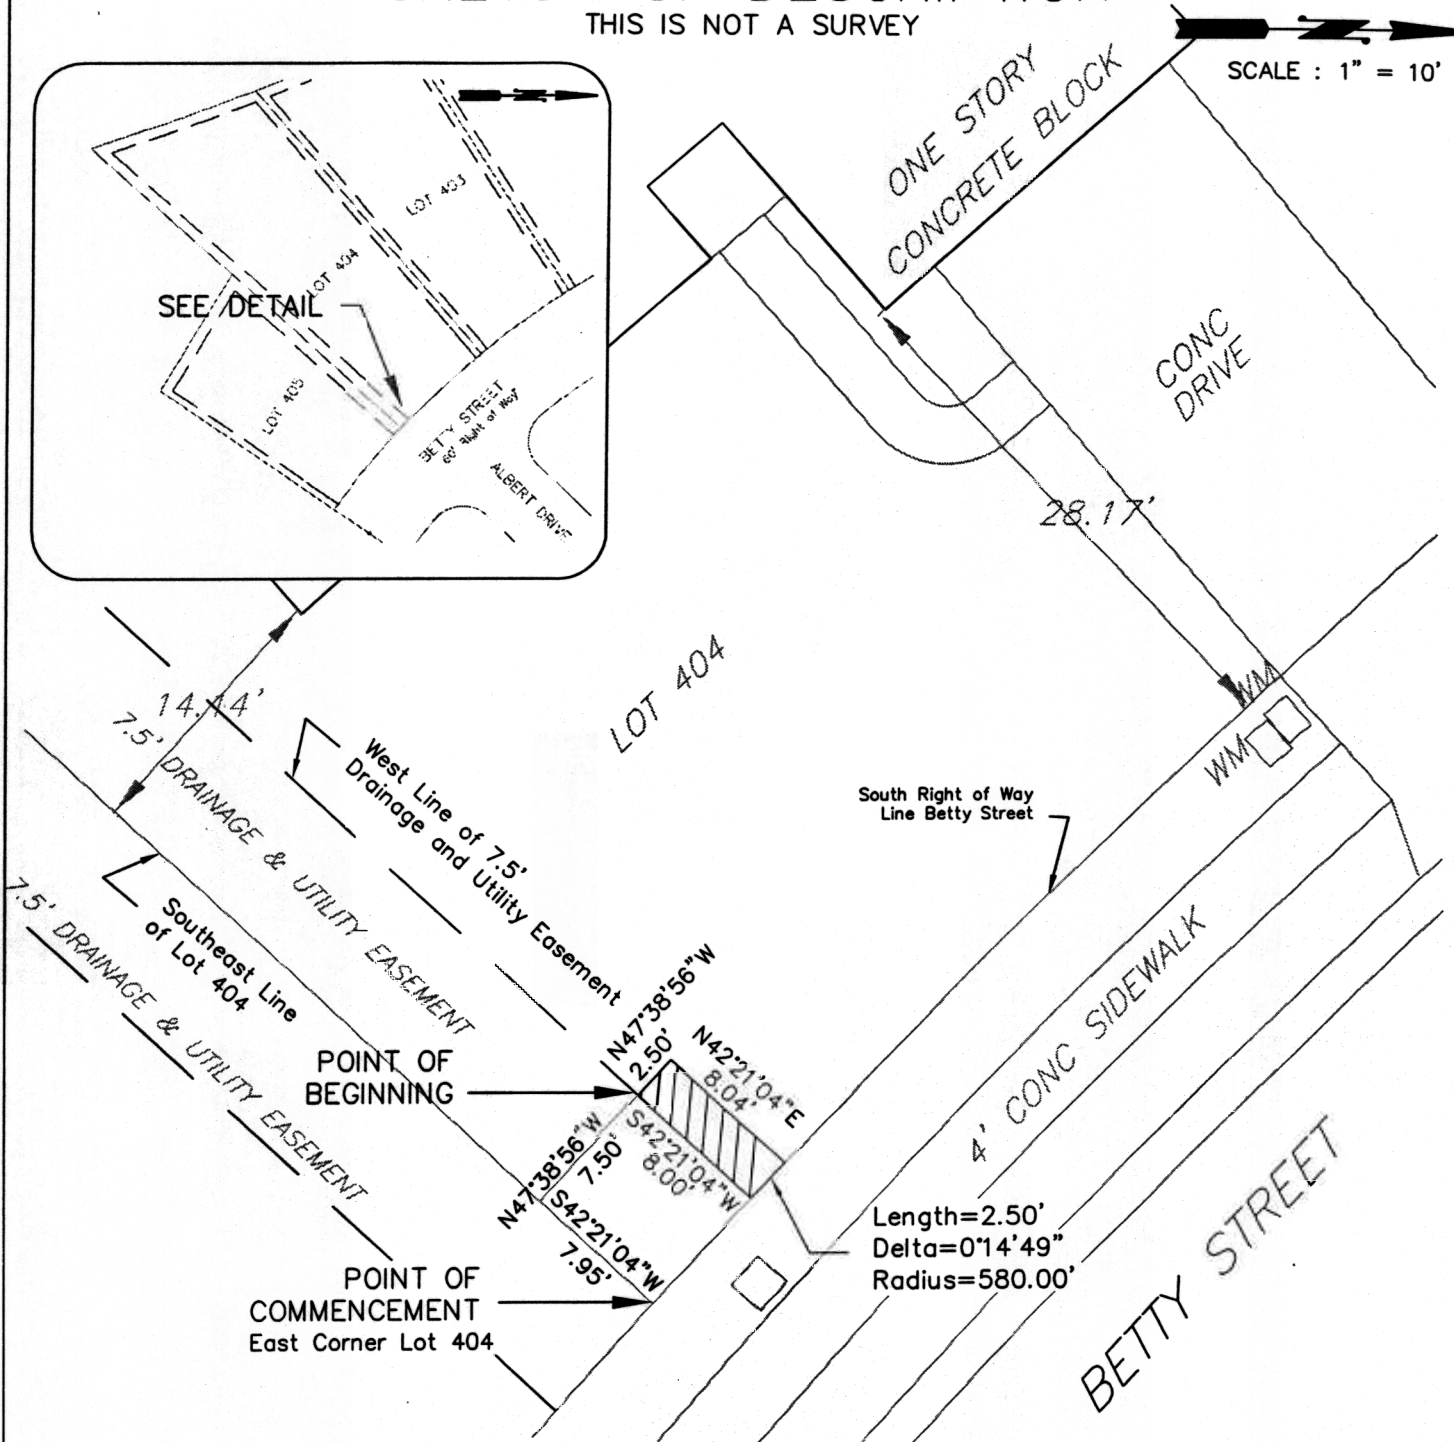 THIS IS NOT A SURVEY
SCALE : 1" = 10'
ONE STORY
CONCRETE BLOCK
LOT 403
LOT 404
SEE DETAIL
LOT 405
BETTY STREET
60' Right of Way
ALBERT DRIVE
CONC
DRIVE
28.17'
LOT 404
14.14'
7.5' DRAINAGE & UTILITY EASEMENT
West Line of 7.5'
Drainage and Utility Easement
WM
WM
South Right of Way
Line Betty Street
Southeast Line
of Lot 404
7.5' DRAINAGE & UTILITY EASEMENT
4' CONC SIDEWALK
N47°38'56"W
2.50'
N42°21'04"E
8.04'
POINT OF
BEGINNING
S42°21'04"W
8.00'
N47°38'56"W
7.50'
S42°21'04"W
7.95'
Length=2.50'
Delta=0°14'49"
Radius=580.00'
POINT OF
COMMENCEMENT
East Corner Lot 404
BETTY STREET